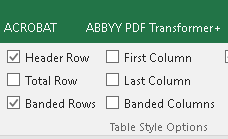 ACROBAT ABBYY PDF Transformer+
Header Row First Column
Total Row Last Column
Banded Rows Banded Columns
Table Style Options